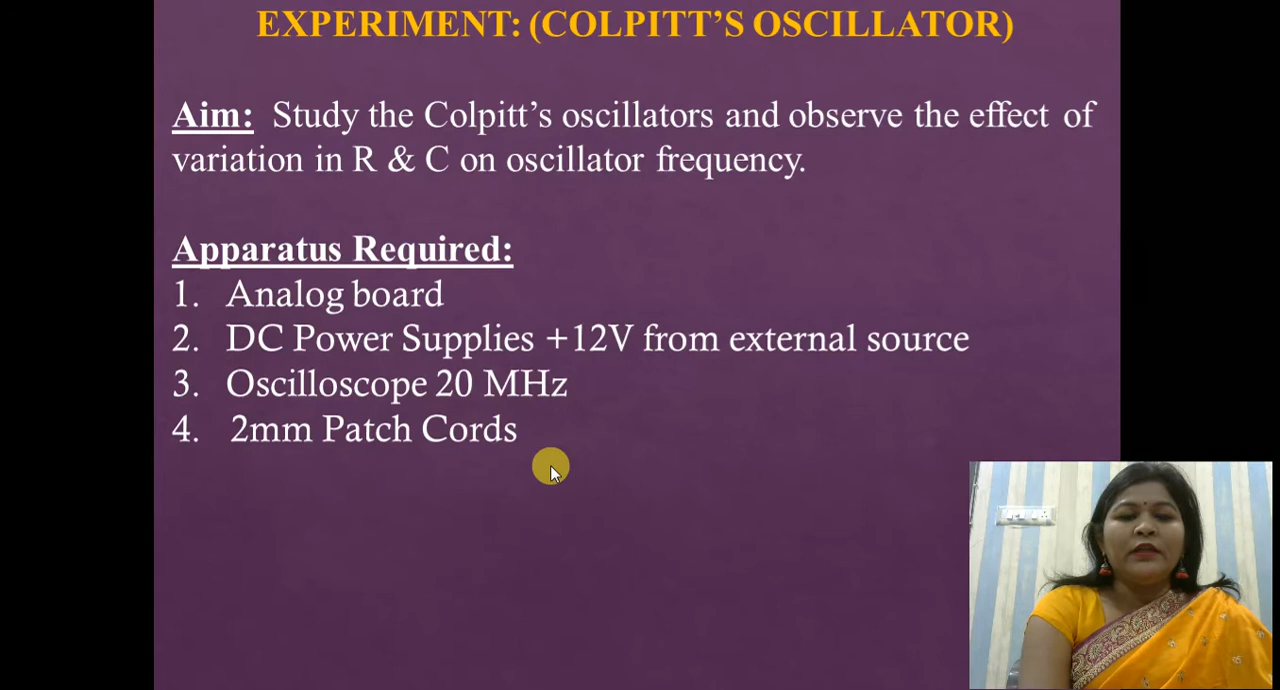 EXPERIMENT: (COLPITT’S OSCILLATOR)
Aim: Study the Colpitt’s oscillators and observe the effect of
variation in R & C on oscillator frequency.
Apparatus Required:
1. Analog board
2. DC Power Supplies +12V from external source
3. Oscilloscope 20 MHz
4. 2mm Patch Cords